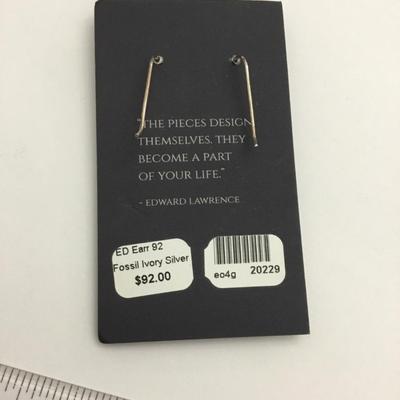 "THE PIECES DESIGN
THEMSELVES. THEY
BECOME A PART
OF YOUR LIFE."
- EDWARD LAWRENCE
ED Earr 92
Fossil Ivory Silver
$92.00
eo4g 20229